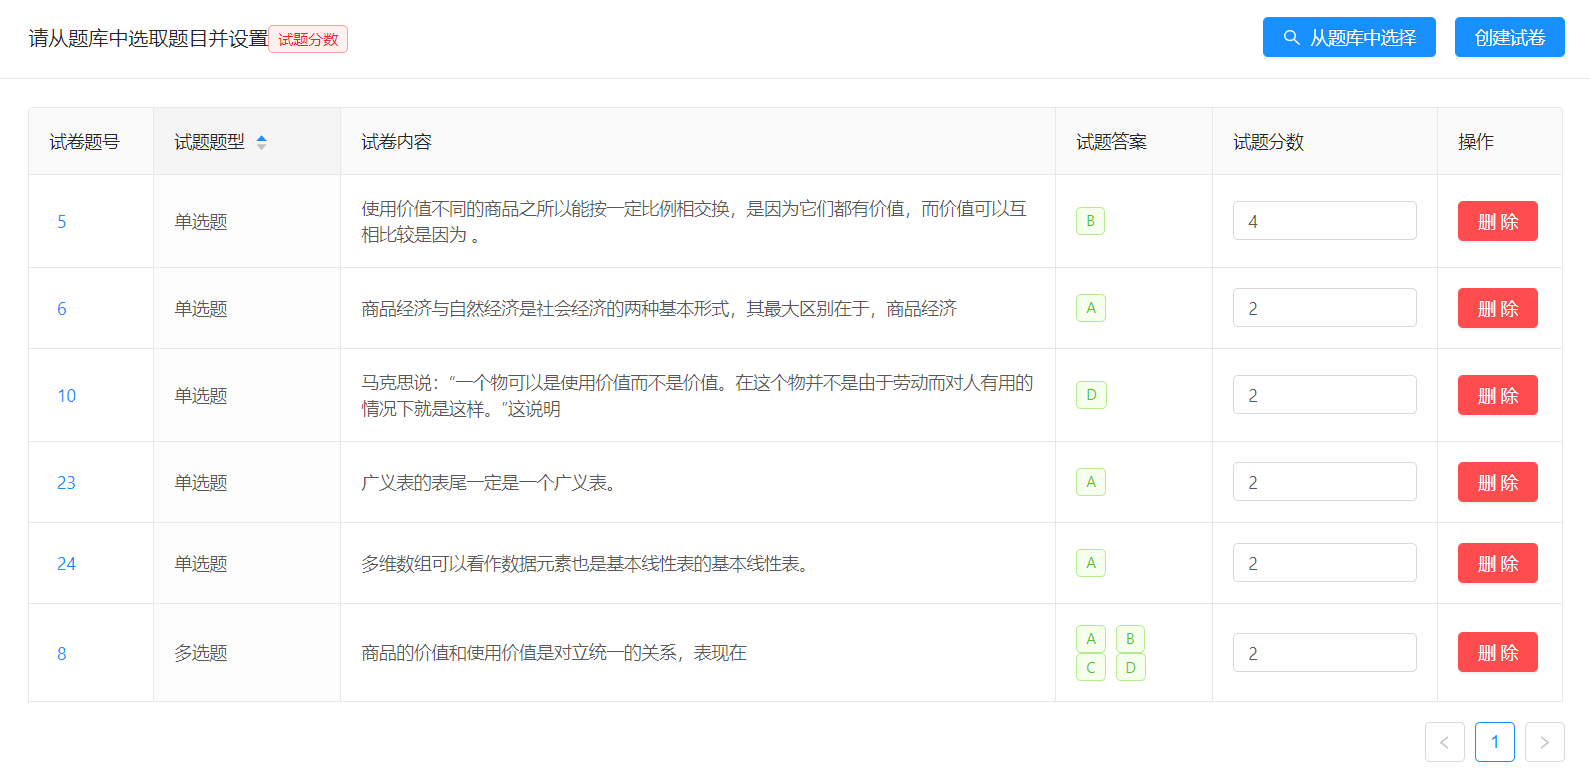 请从题库中选取题目并设置 试题分数
从题库中选择 创建试卷
试卷题号 试题题型 试卷内容 试题答案 试题分数 操作
5 单选题 使用价值不同的商品之所以能按一定比例相交换，是因为它们都有价值，而价值可以互
相比较是因为 。 B 4 删 除
6 单选题 商品经济与自然经济是社会经济的两种基本形式，其最大区别在于，商品经济 A 2 删 除
10 单选题 马克思说：“一个物可以是使用价值而不是价值。在这个物并不是由于劳动而对人有用的
情况下就是这样。”这说明 D 2 删 除
23 单选题 广义表的表尾一定是一个广义表。 A 2 删 除
24 单选题 多维数组可以看作数据元素也是基本线性表的基本线性表。 A 2 删 除
8 多选题 商品的价值和使用价值是对立统一的关系，表现在 A B
C D 2 删 除
< 1 >